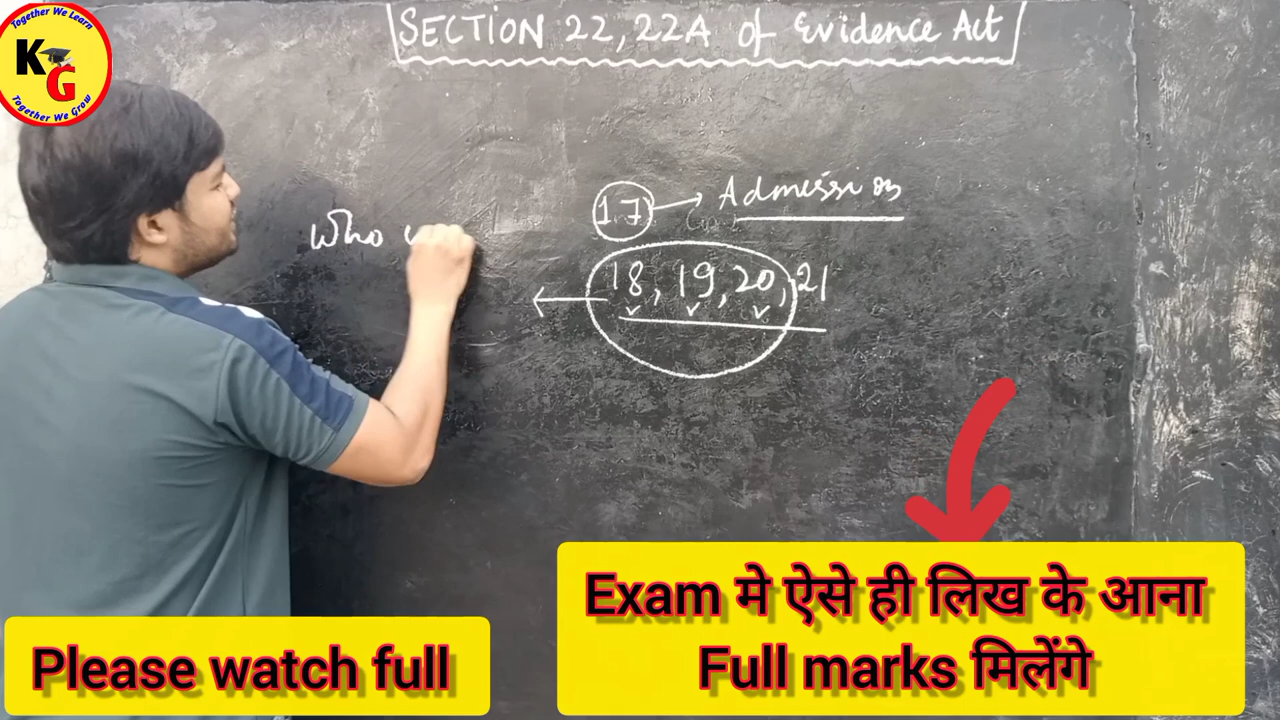 Together We Learn
KG
Together We Grow
SECTION 22, 22A of Evidence Act
17 → Admission
Who
18, 19, 20, 21
Exam मे ऐसे ही लिख के आना
Full marks मिलेंगे
Please watch full